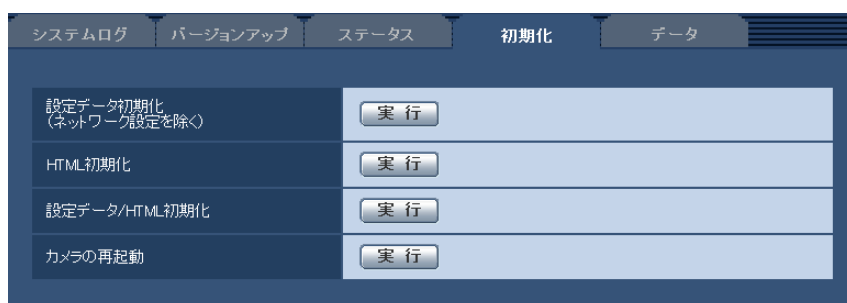 システムログ バージョンアップ ステータス 初期化 データ
設定データ初期化 実 行
(ネットワーク設定を除く)
HTML初期化 実 行
設定データ/HTML初期化 実 行
カメラの再起動 実 行